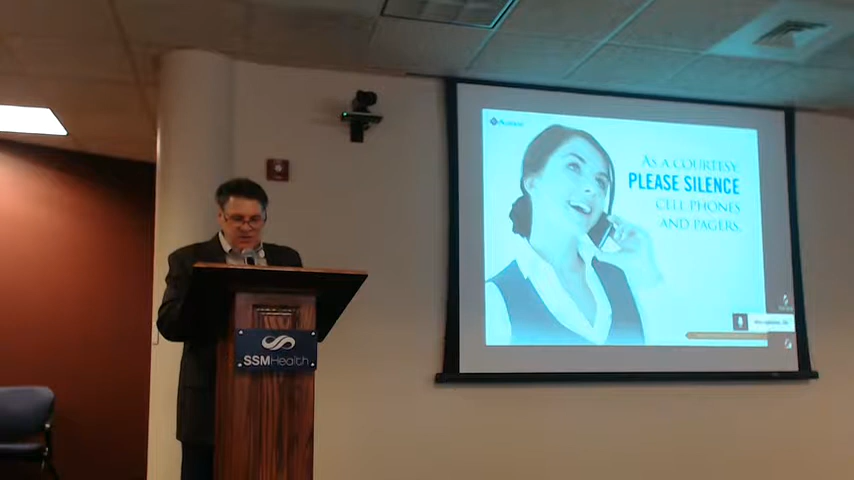 AS A COURTESY,
PLEASE SILENCE
CELL PHONES
AND PAGERS.
SSMHealth